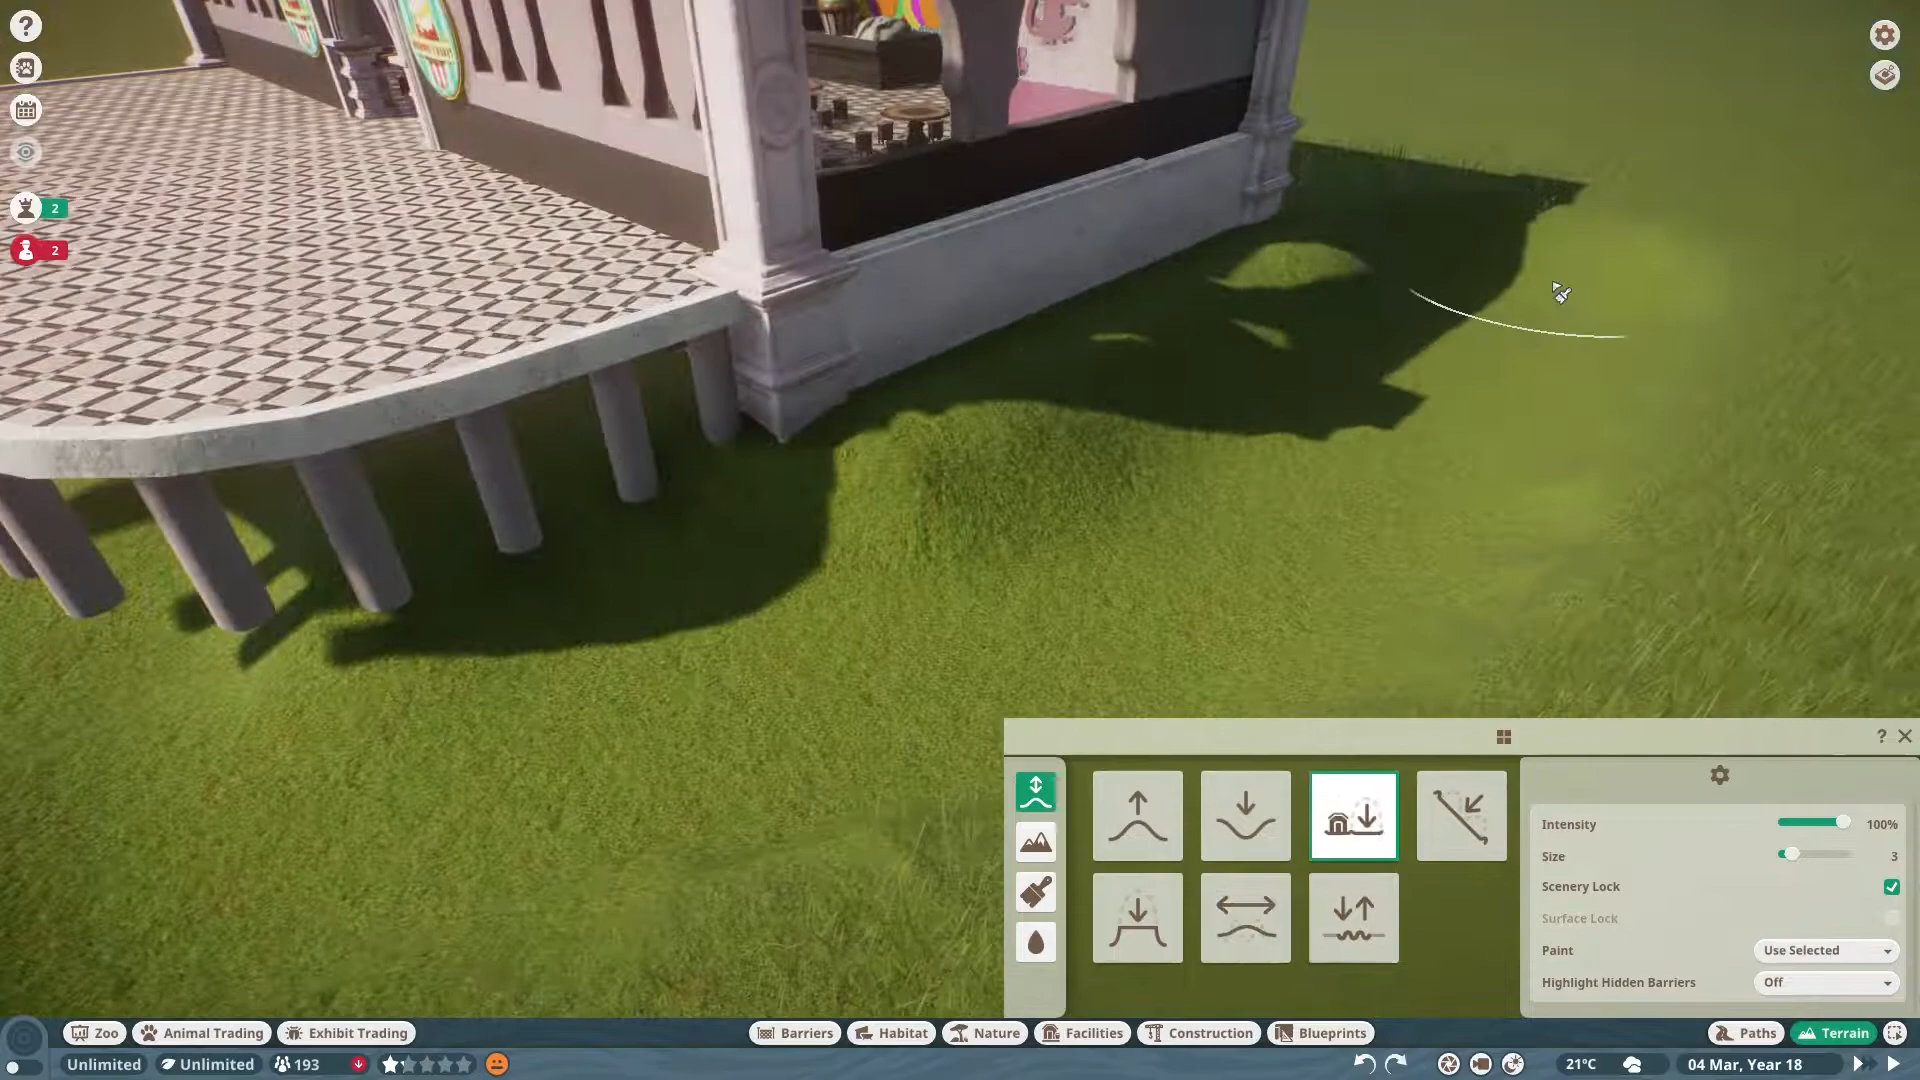 ?
2
2
?
Intensity 100%
Size 3
Scenery Lock
Surface Lock
Paint Use Selected
Highlight Hidden Barriers Off
Zoo Animal Trading Exhibit Trading Barriers Habitat Nature Facilities Construction Blueprints Paths Terrain
Unlimited Unlimited 193 21°C 04 Mar, Year 18